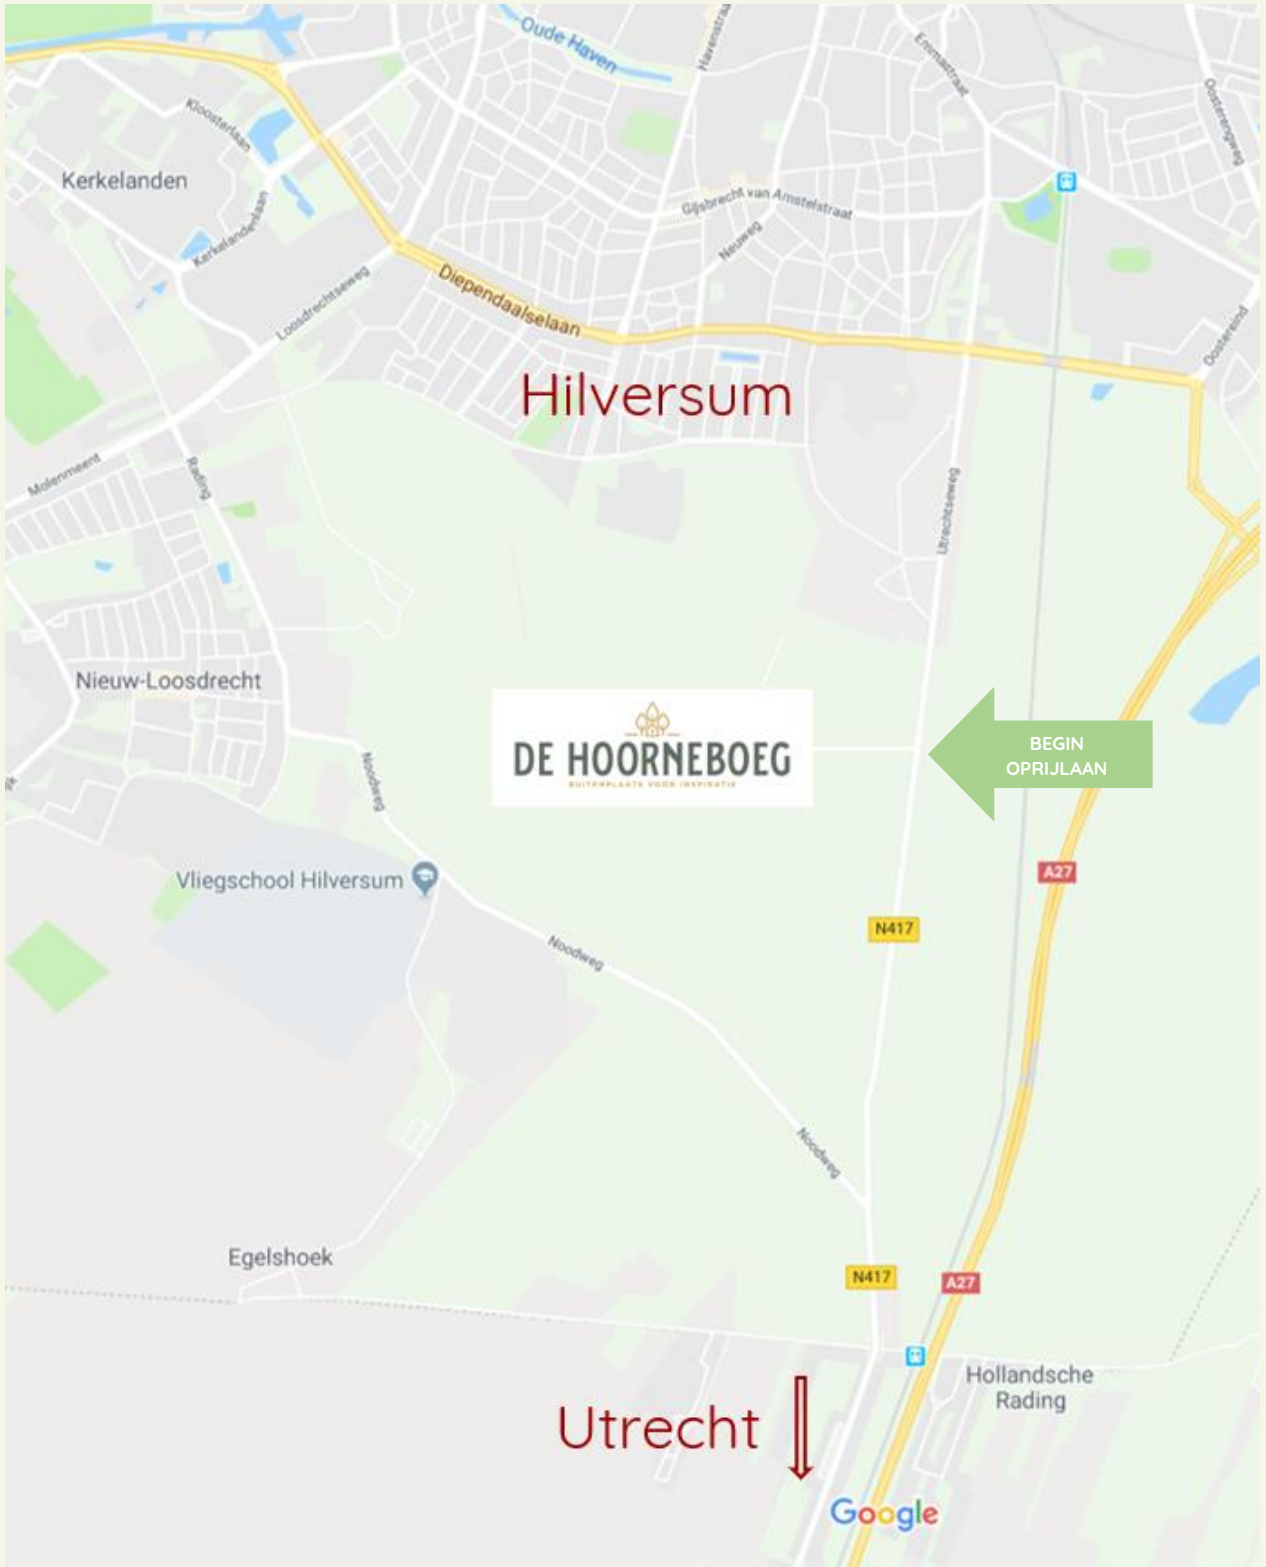 Oude Haven
Havenstraa
Emmastraat
Oosterengweg
Kloosterlaan
Kerkelanden
Gijsbrecht van Amstelstraat
Kerkelandenlaan
Neuweg
Loosdrechtseweg
Diependaalselaan
Oostereind
Hilversum
Molenmeent
Rading
Utrechtseweg
Nieuw-Loosdrecht
DE HOORNEBOEG
BUITENPLAATS VOOR INSPIRATIE
BEGIN
OPRIJLAAN
Noodweg
Vliegschool Hilversum
A27
N417
Noodweg
Noodweg
Egelshoek
N417
A27
Hollandsche
Rading
Utrecht
Google